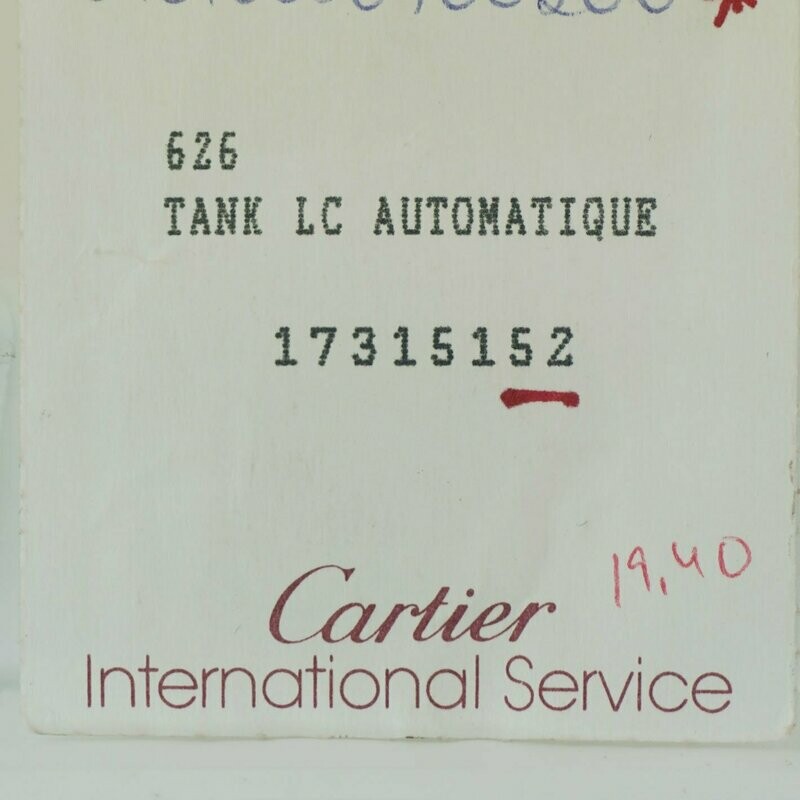 626
TANK LC AUTOMATIQUE
17315152
19,40
Cartier
International Service